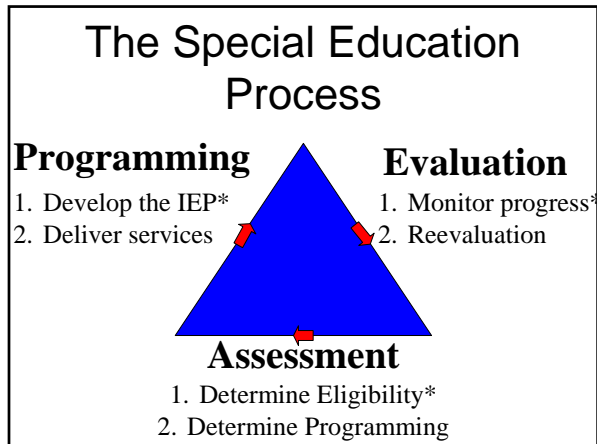 The Special Education
Process
Programming
1. Develop the IEP*
2. Deliver services
Evaluation
1. Monitor progress*
2. Reevaluation
Assessment
1. Determine Eligibility*
2. Determine Programming